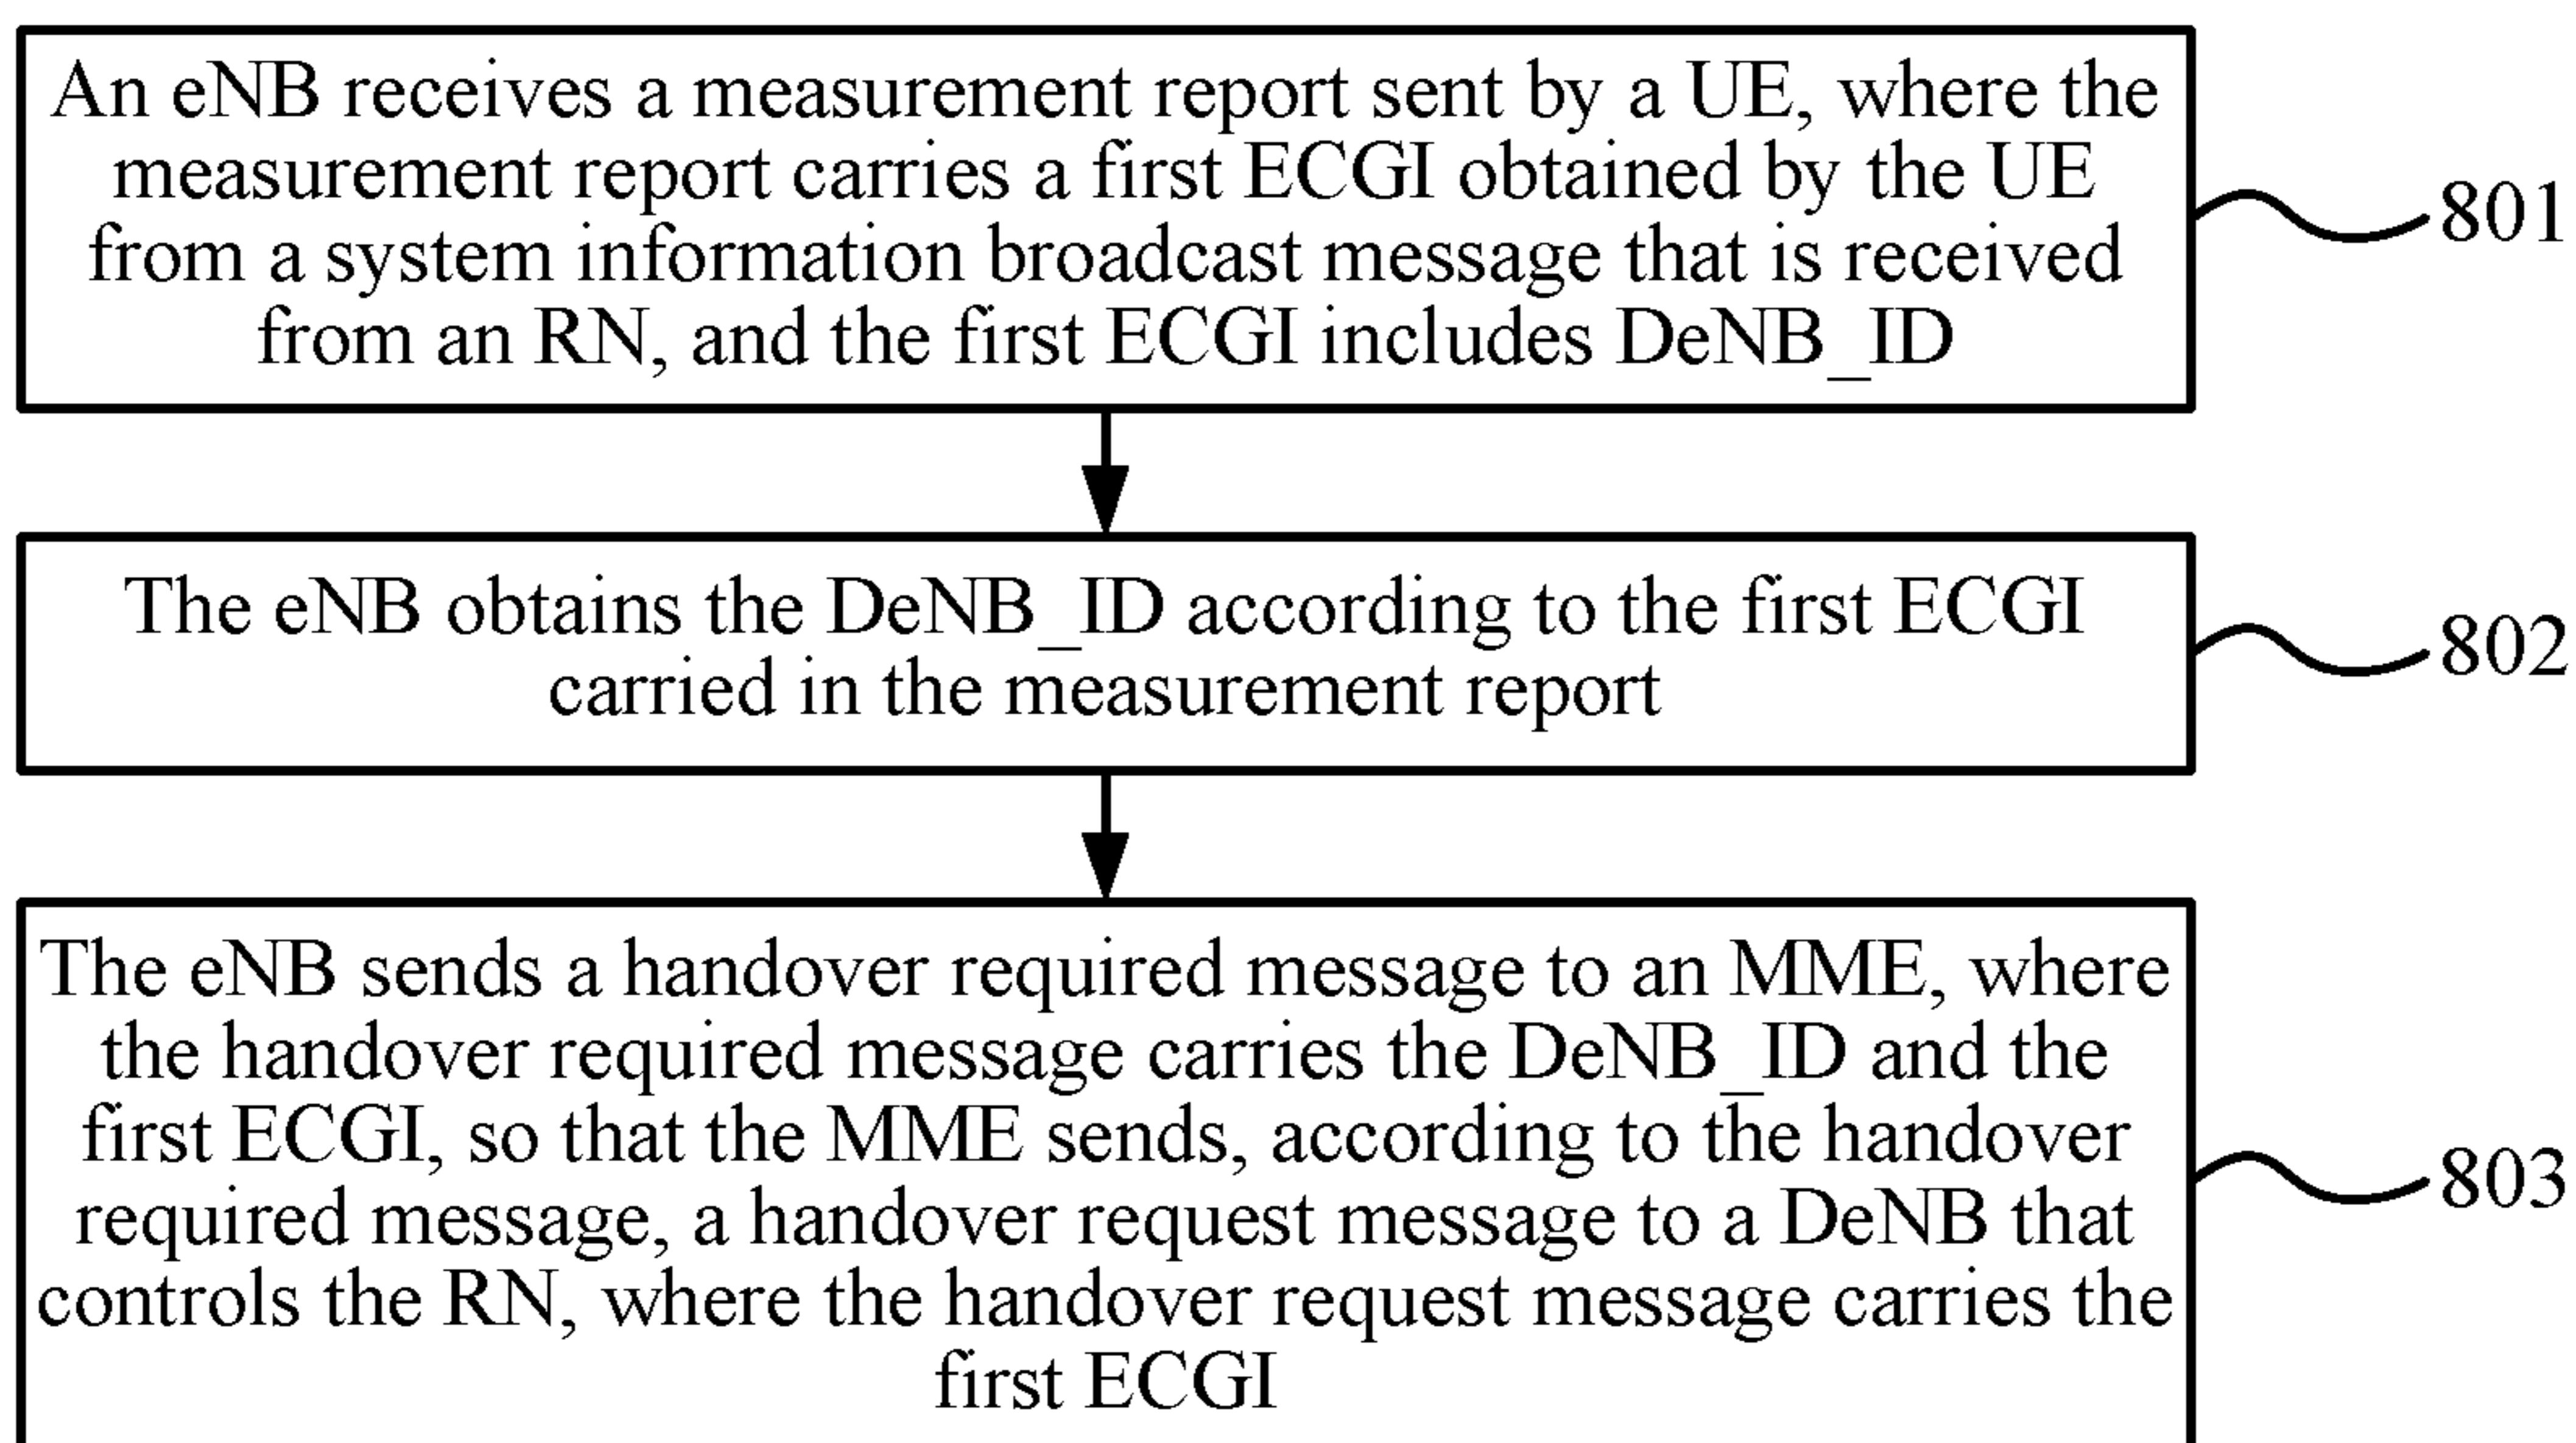 An eNB receives a measurement report sent by a UE, where the
measurement report carries a first ECGI obtained by the UE
from a system information broadcast message that is received
from an RN, and the first ECGI includes DeNB_ID
801
The eNB obtains the DeNB_ID according to the first ECGI
carried in the measurement report
802
The eNB sends a handover required message to an MME, where
the handover required message carries the DeNB_ID and the
first ECGI, so that the MME sends, according to the handover
required message, a handover request message to a DeNB that
controls the RN, where the handover request message carries the
first ECGI
803